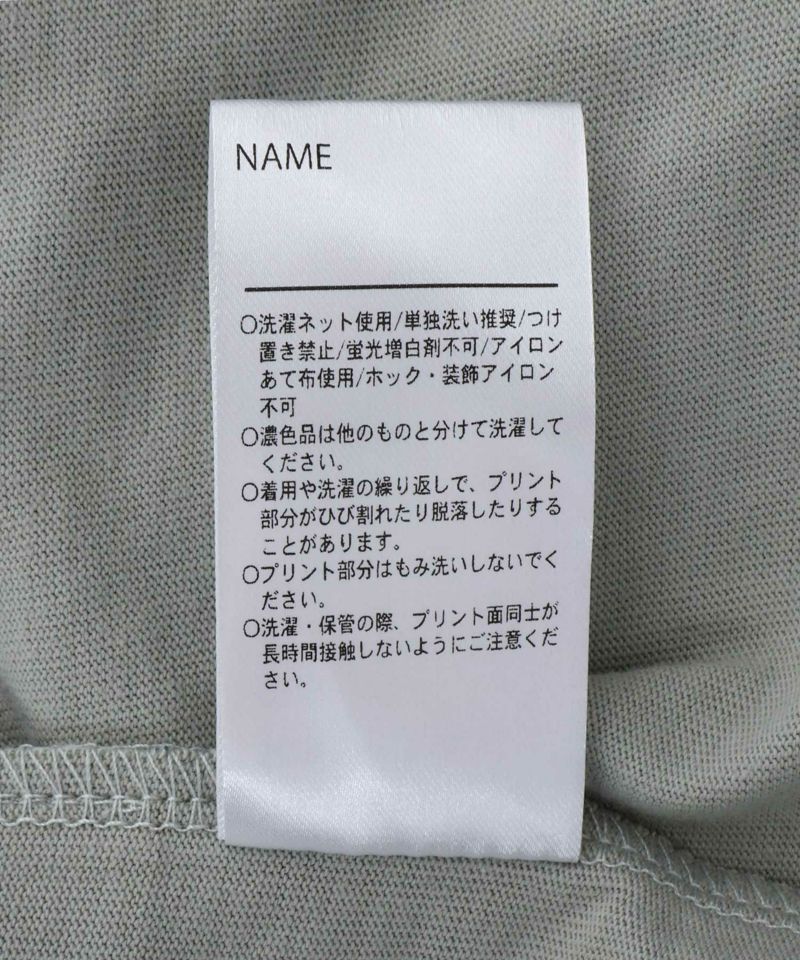 NAME
○洗濯ネット使用/単独洗い推奨/つけ
置き禁止/蛍光増白剤不可/アイロン
あて布使用/ホック・装飾アイロン
不可
○濃色品は他のものと分けて洗濯して
ください。
○着用や洗濯の繰り返しで、プリント
部分がひび割れたり脱落したりする
ことがあります。
○プリント部分はもみ洗いしないでく
ださい。
○洗濯・保管の際、プリント面同士が
長時間接触しないようにご注意くだ
さい。